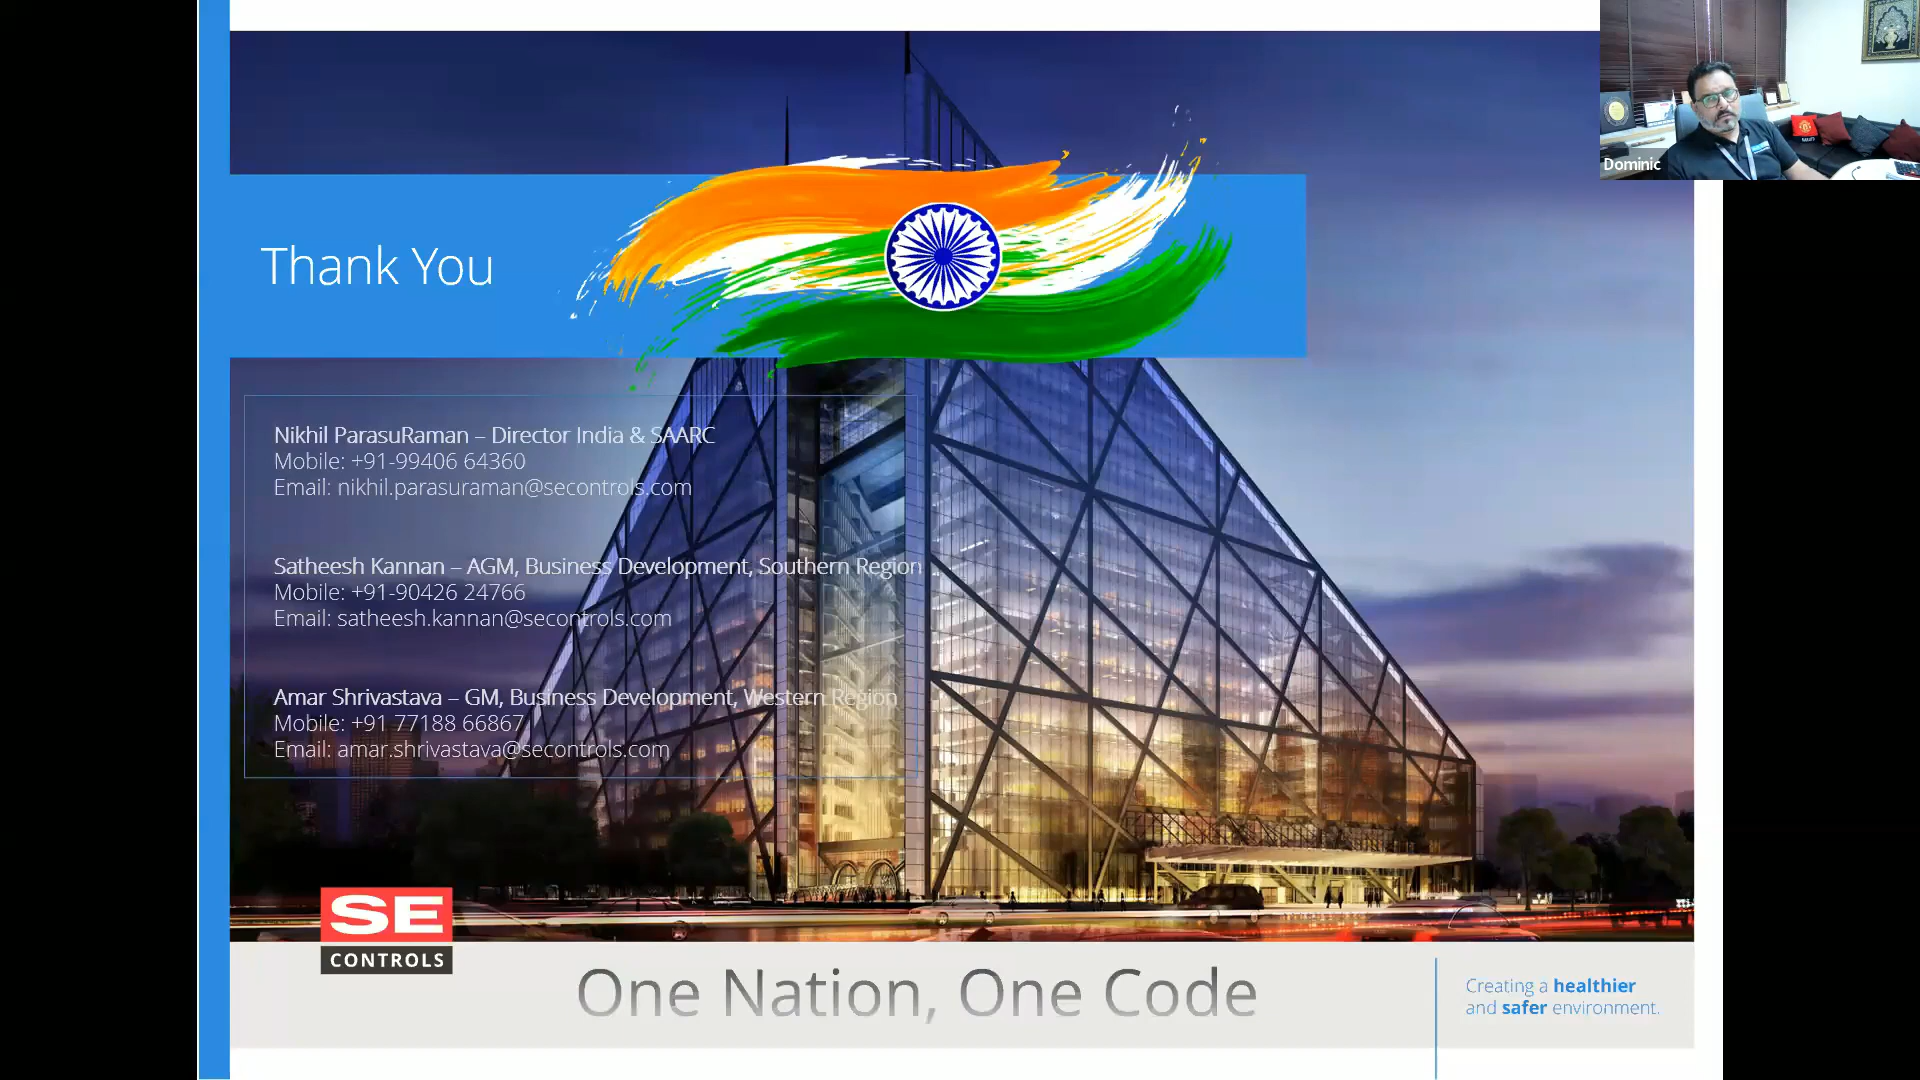 Dominic
Thank You
Nikhil ParasuRaman – Director India & SAARC
Mobile: +91-99406 64360
Email: nikhil.parasuraman@secontrols.com
Satheesh Kannan – AGM, Business Development, Southern Region
Mobile: +91-90426 24766
Email: satheesh.kannan@secontrols.com
Amar Shrivastava – GM, Business Development, Western Region
Mobile: +91 77188 66867
Email: amar.shrivastava@secontrols.com
SE
CONTROLS
One Nation, One Code
Creating a healthier
and safer environment.